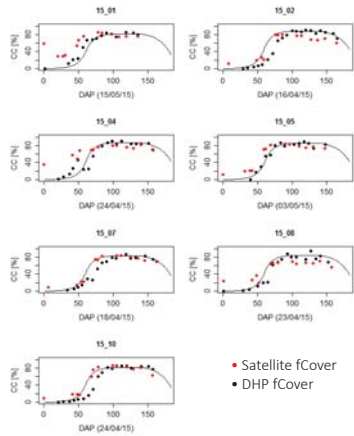 15_01
15_02
CC [%]
0 40 80
0 50 100 150
DAP (15/05/15)
CC [%]
0 40 80
0 50 100 150
DAP (16/04/15)
15_04
15_05
CC [%]
0 40 80
0 50 100 150
DAP (24/04/15)
CC [%]
0 40 80
0 50 100 150
DAP (03/05/15)
15_07
15_08
CC [%]
0 40 80
0 50 100 150
DAP (18/04/15)
CC [%]
0 40 80
0 50 100 150
DAP (23/04/15)
15_10
CC [%]
0 40 80
0 50 100 150
DAP (24/04/15)
Satellite fCover
DHP fCover